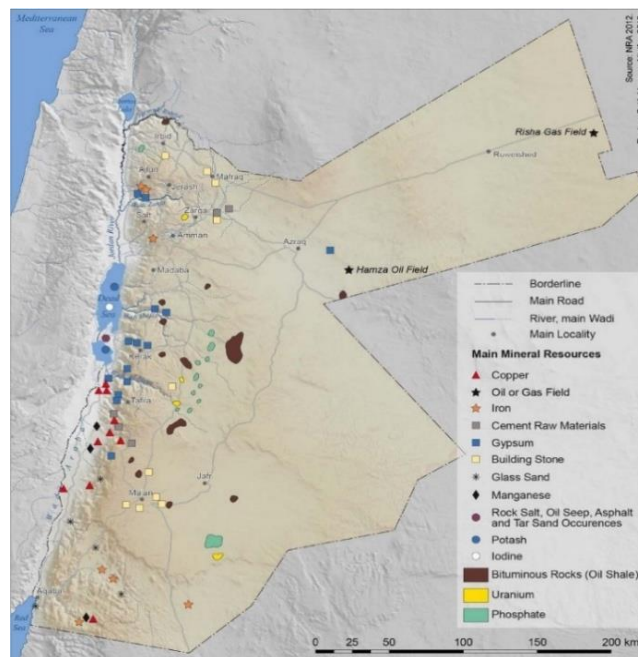 Mediterranean
Sea
Source: NRA 2012.
Irbid
Risha Gas Field
Ruweished
Ajlun
Jerash
Mafraq
Salt
Zarqa
Amman
Azraq
Jordan River
Madaba
Hamza Oil Field
Dead
Sea
Karak
Tafila
Wadi Araba
Jafr
Ma'an
Aqaba
Red
Sea
Borderline
Main Road
River, main Wadi
Main Locality
Main Mineral Resources
Copper
Oil or Gas Field
Iron
Cement Raw Materials
Gypsum
Building Stone
Glass Sand
Manganese
Rock Salt, Oil Seep, Asphalt
and Tar Sand Occurences
Potash
Iodine
Bituminous Rocks (Oil Shale)
Uranium
Phosphate
0 50 100 150 200 km